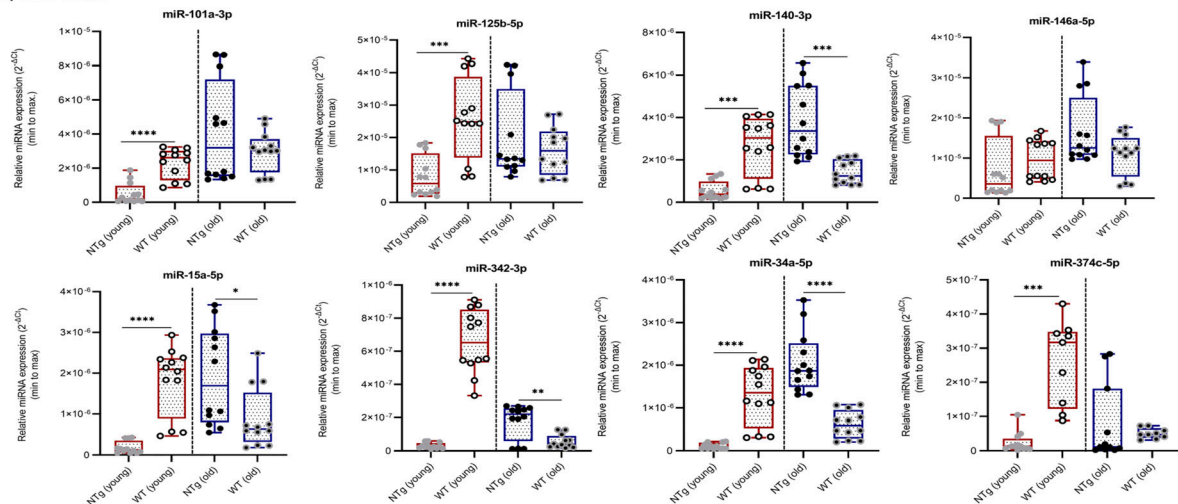 miR-101a-3p
Relative miRNA expression (2^-ΔCt)
(min to max.)
1×10^-5
8×10^-6
6×10^-6
4×10^-6
2×10^-6
0
****
NTg (young)
WT (young)
NTg (old)
WT (old)
miR-125b-5p
Relative miRNA expression (2^-ΔCt)
(min to max)
5×10^-5
4×10^-5
3×10^-5
2×10^-5
1×10^-5
0
***
NTg (young)
WT (young)
NTg (old)
WT (old)
miR-140-3p
Relative miRNA expression (2^-ΔCt)
(min to max)
8×10^-6
6×10^-6
4×10^-6
2×10^-6
0
***
***
NTg (young)
WT (young)
NTg (old)
WT (old)
miR-146a-5p
Relative miRNA expression (2^-ΔCt)
(min to max)
4×10^-5
3×10^-5
2×10^-5
1×10^-5
0
NTg (young)
WT (young)
NTg (old)
WT (old)
miR-15a-5p
Relative miRNA expression (2^-ΔCt)
(min to max)
4×10^-6
3×10^-6
2×10^-6
1×10^-6
0
****
*
NTg (young)
WT (young)
NTg (old)
WT (old)
miR-342-3p
Relative miRNA expression (2^-ΔCt)
(min to max)
1×10^-6
8×10^-7
6×10^-7
4×10^-7
2×10^-7
0
****
**
NTg (young)
WT (young)
NTg (old)
WT (old)
miR-34a-5p
Relative miRNA expression (2^-ΔCt)
(min to max)
4×10^-6
3×10^-6
2×10^-6
1×10^-6
0
****
****
NTg (young)
WT (young)
NTg (old)
WT (old)
miR-374c-5p
Relative miRNA expression (2^-ΔCt)
(min to max)
5×10^-7
4×10^-7
3×10^-7
2×10^-7
1×10^-7
0
***
NTg (young)
WT (young)
NTg (old)
WT (old)